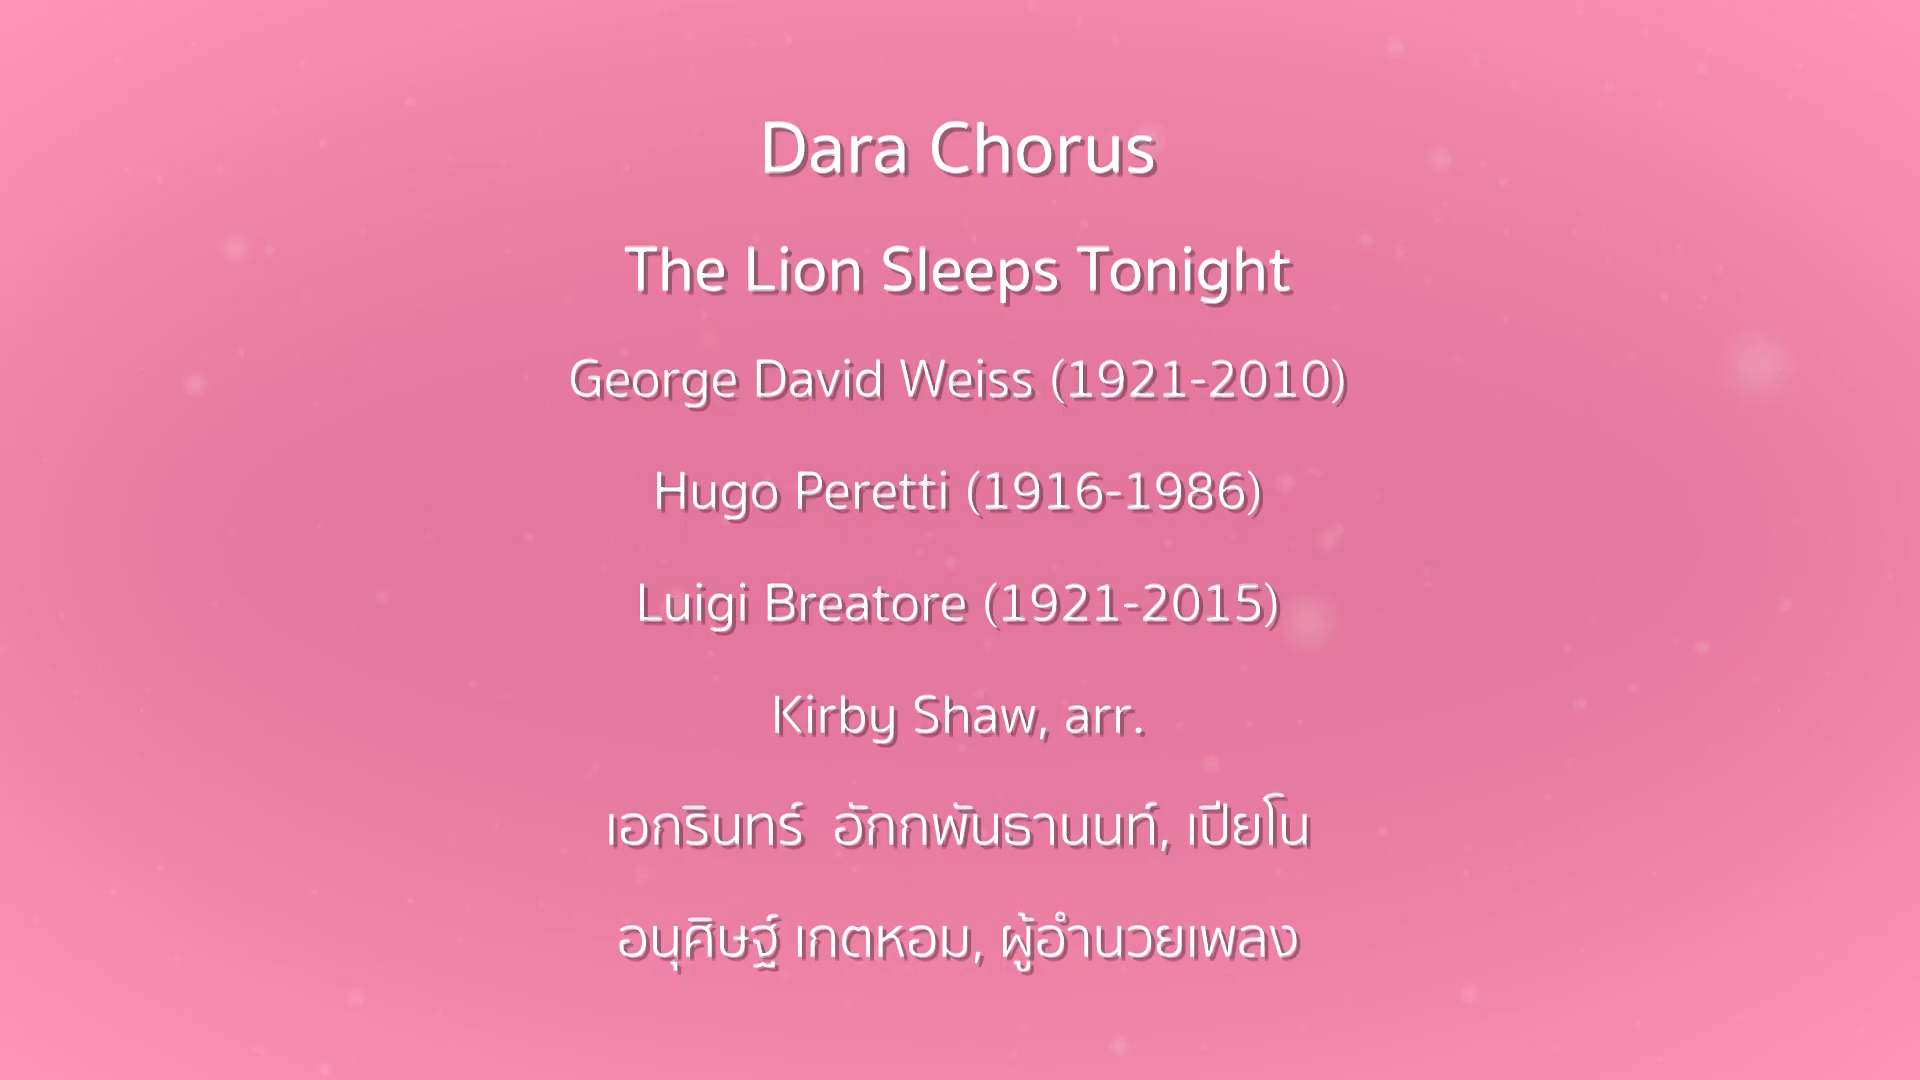 Dara Chorus
The Lion Sleeps Tonight
George David Weiss (1921-2010)
Hugo Peretti (1916-1986)
Luigi Breatore (1921-2015)
Kirby Shaw, arr.
เอกรินทร์  อักกพันธานนท์, เปียโน
อนุศิษฐ์ เกตหอม, ผู้อำนวยเพลง